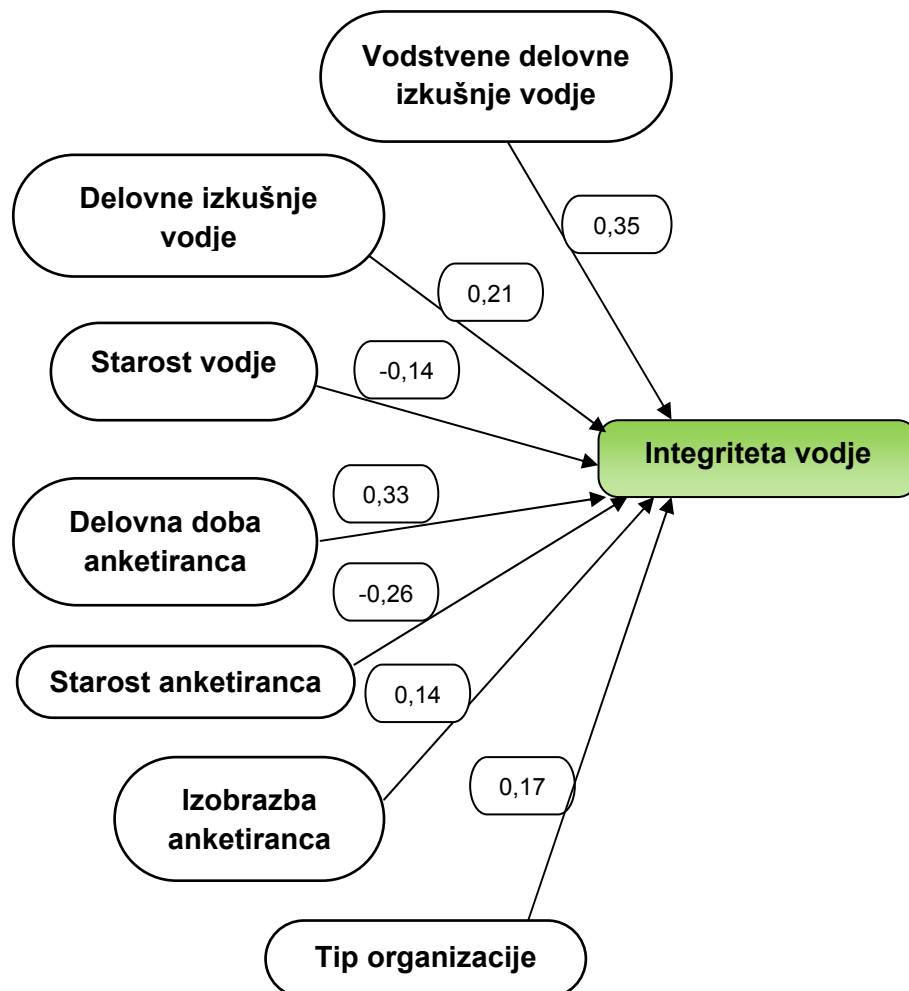 Vodstvene delovne
izkušnje vodje
Delovne izkušnje
vodje
0,35
0,21
Starost vodje
-0,14
Integriteta vodje
Delovna doba
anketiranca
0,33
-0,26
Starost anketiranca
0,14
Izobrazba
anketiranca
0,17
Tip organizacije